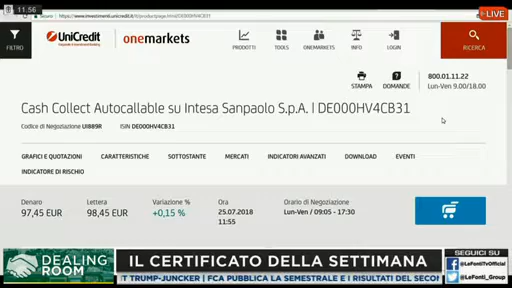 11.56
LIVE
https://www.investimenti.unicredit.it/it/productpage.html/DE000HV4CB31
FILTRO
UniCredit
onemarkets
PRODOTTI
TOOLS
ONEMARKETS
INFO
LOGIN
RICERCA
STAMPA
DOMANDE
800.01.11.22
Lun-Ven 9.00/18.00
Cash Collect Autocallable su Intesa Sanpaolo S.p.A. | DE000HV4CB31
Codice di Negoziazione UI889R
ISIN DE000HV4CB31
GRAFICI E QUOTAZIONI
CARATTERISTICHE
SOTTOSTANTE
MERCATI
INDICATORI AVANZATI
DOWNLOAD
EVENTI
INDICATORE DI RISCHIO
Denaro
Lettera
Variazione %
Ora
Orario di Negoziazione
97,45 EUR
98,45 EUR
+0,15 %
25.07.2018
11:55
Lun-Ven / 09:05 - 17:30
DEALING
ROOM
IL CERTIFICATO DELLA SETTIMANA
T TRUMP-JUNCKER | FCA PUBBLICA LA SEMESTRALE E I RISULTATI DEL SECON
SEGUICI SU
@LeFontiTvOfficial
@LeFonti_Group